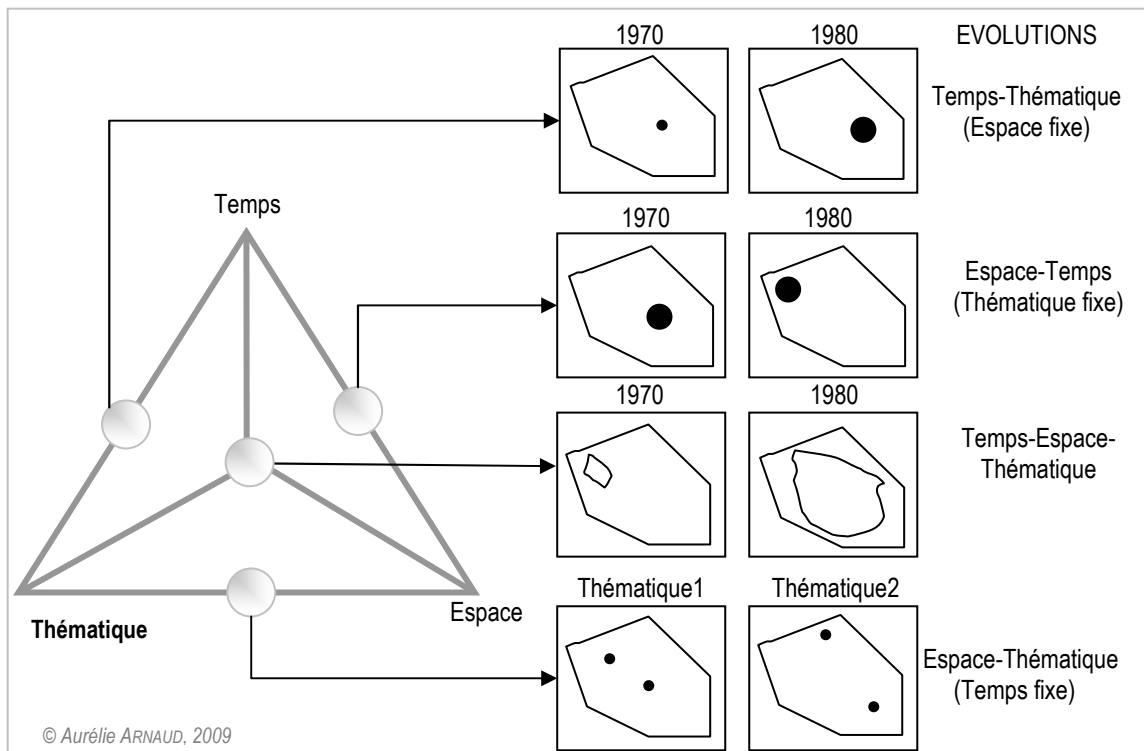 1970
1980
EVOLUTIONS
Temps-Thématique
(Espace fixe)
Temps
1970
1980
Espace-Temps
(Thématique fixe)
1970
1980
Temps-Espace-
Thématique
Thématique
Espace
Thématique1
Thématique2
Espace-Thématique
(Temps fixe)
© Aurélie ARNAUD, 2009